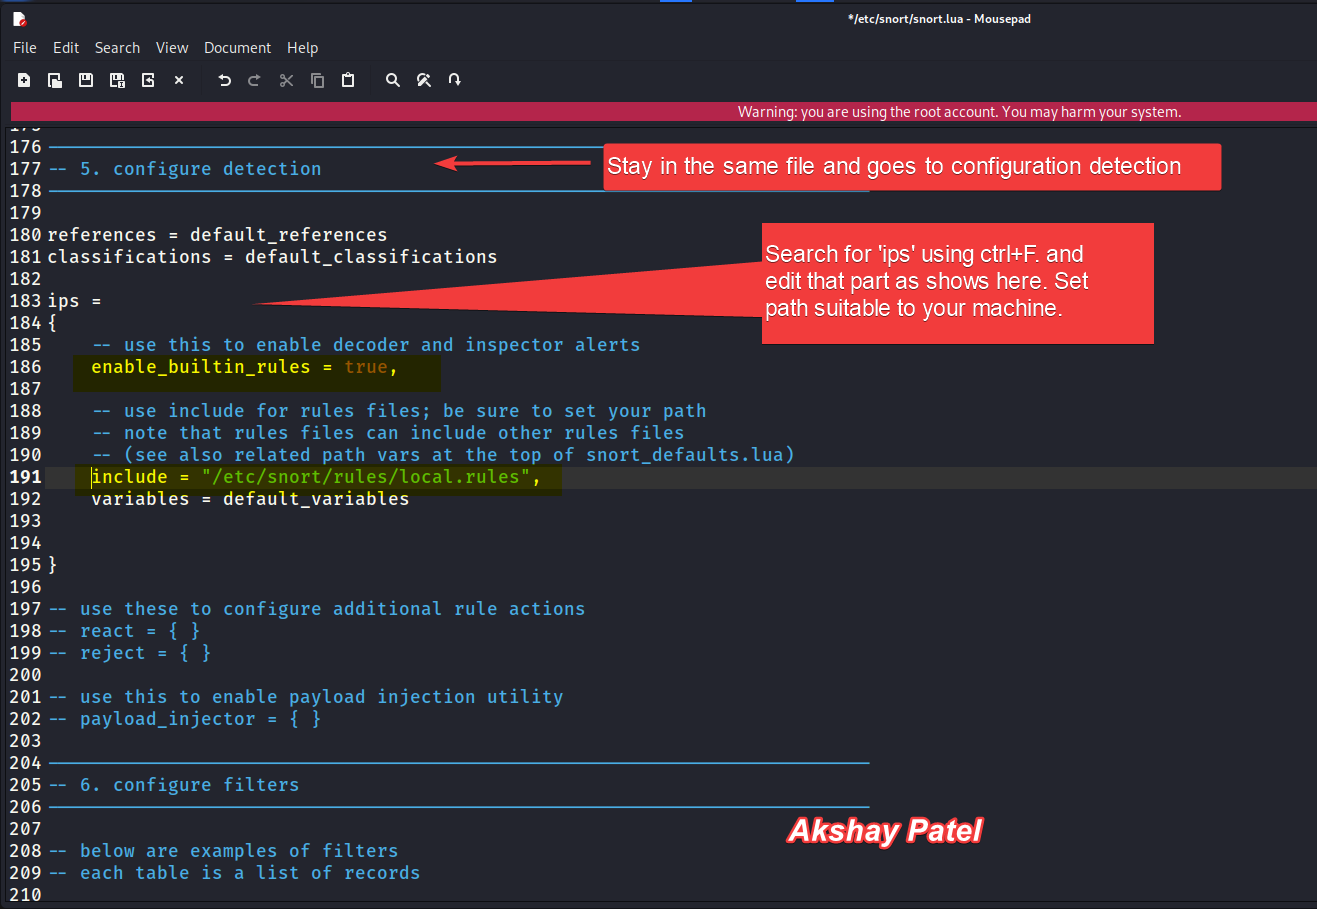 */etc/snort/snort.lua - Mousepad
File Edit Search View Document Help
Warning: you are using the root account. You may harm your system.
175
176
177 -- 5. configure detection
Stay in the same file and goes to configuration detection
178
179
180 references = default_references
181 classifications = default_classifications
182
Search for 'ips' using ctrl+F. and
edit that part as shows here. Set
path suitable to your machine.
183 ips =
184 {
185 -- use this to enable decoder and inspector alerts
186 enable_builtin_rules = true,
187
188 -- use include for rules files; be sure to set your path
189 -- note that rules files can include other rules files
190 -- (see also related path vars at the top of snort_defaults.lua)
191 include = "/etc/snort/rules/local.rules",
192 variables = default_variables
193
194
195 }
196
197 -- use these to configure additional rule actions
198 -- react = { }
199 -- reject = { }
200
201 -- use this to enable payload injection utility
202 -- payload_injector = { }
203
204
205 -- 6. configure filters
206
207
Akshay Patel
208 -- below are examples of filters
209 -- each table is a list of records
210